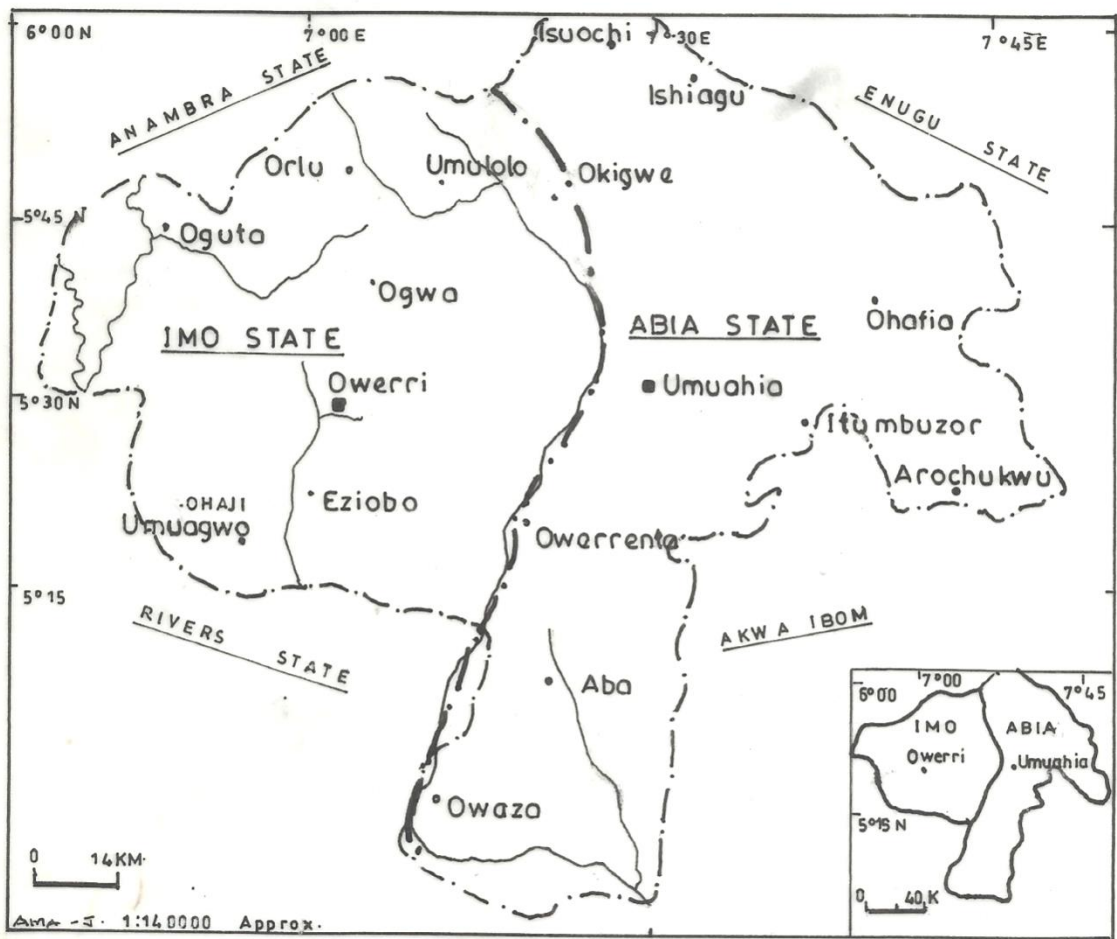 6°00 N
7°00 E
Isuochi
7°30E
7°45E
ANAMBRA STATE
Ishiagu
ENUGU STATE
Orlu
Umulolo
Okigwe
5°45 N
Oguta
Ogwa
Ohafia
IMO STATE
ABIA STATE
Owerri
Umuahia
5°30 N
Itumbuzor
Arochukwu
OHAJI
Eziobo
Umuagwo
Owerrenta
5°15
RIVERS STATE
AKWA IBOM
Aba
Owaza
0 14KM.
AMA -J. 1:140000 Approx.
6°00
7°00
7°45
IMO
ABIA
Owerri
Umuahia
5°15 N
0 40 K